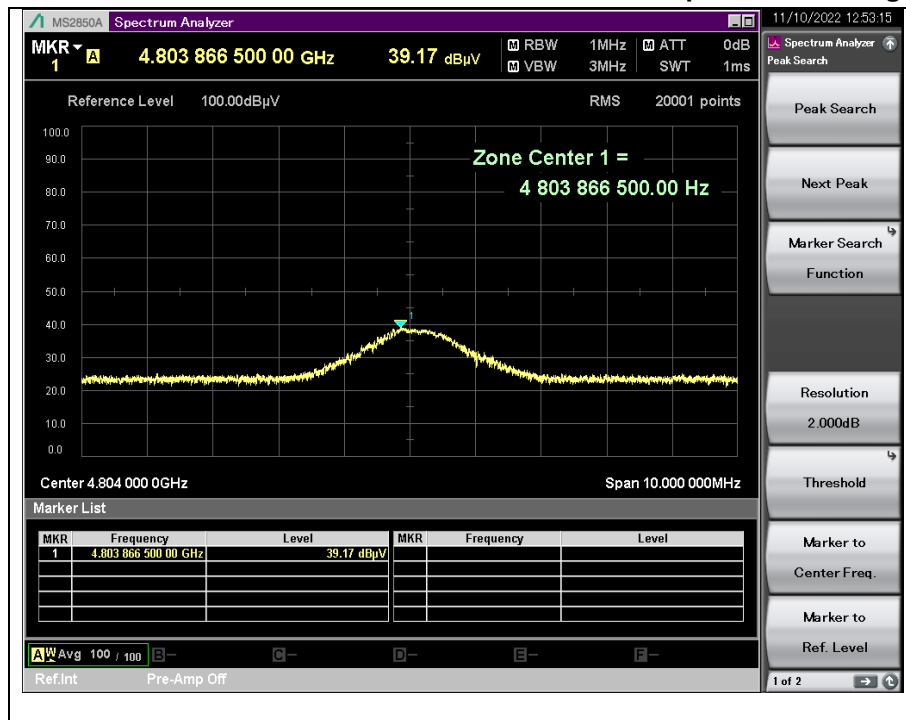 MS2850A Spectrum Analyzer
11/10/2022 12:53:15
MKR 1 A 4.803 866 500 00 GHz 39.17 dBµV
M RBW 1MHz M ATT 0dB
M VBW 3MHz SWT 1ms
Reference Level 100.00dBµV RMS 20001 points
100.0
90.0
80.0
70.0
60.0
50.0
40.0
30.0
20.0
10.0
0.0
Zone Center 1 =
4 803 866 500.00 Hz
1
Center 4.804 000 0GHz Span 10.000 000MHz
Marker List
MKR Frequency Level MKR Frequency Level
1 4.803 866 500 00 GHz 39.17 dBµV
A W Avg 100 / 100 B- C- D- E- F-
Ref.Int Pre-Amp Off
Spectrum Analyzer
Peak Search
Peak Search
Next Peak
Marker Search
Function
Resolution
2.000dB
Threshold
Marker to
Center Freq.
Marker to
Ref. Level
1 of 2